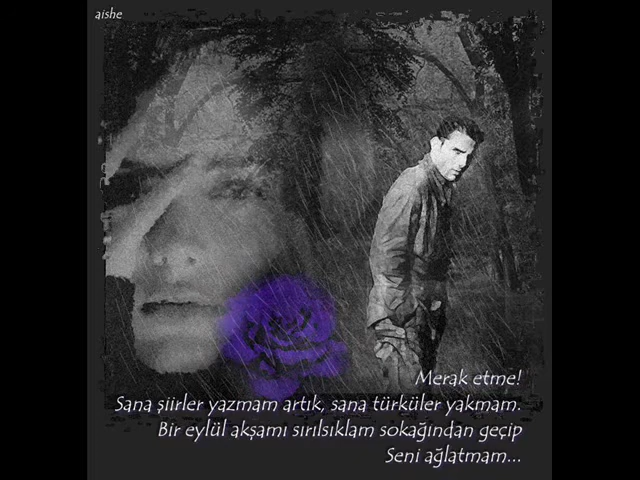 aishe
Merak etme!
Sana şiirler yazmam artık, sana türküler yakmam.
Bir eylül akşamı sırılsıklam sokağından geçip
Seni ağlatmam...